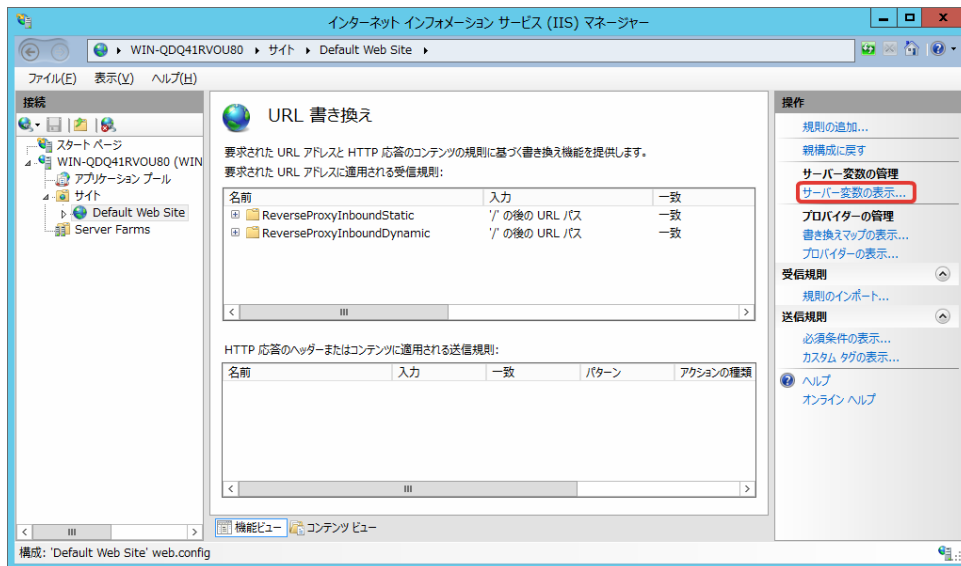 インターネット インフォメーション サービス (IIS) マネージャー
WIN-QDQ41RVOU80 サイト Default Web Site
ファイル(F) 表示(V) ヘルプ(H)
接続
スタート ページ
WIN-QDQ41RVOU80 (WIN
アプリケーション プール
サイト
Default Web Site
Server Farms
URL 書き換え
要求された URL アドレスと HTTP 応答のコンテンツの規則に基づく書き換え機能を提供します。
要求された URL アドレスに適用される受信規則:
名前 入力 一致
ReverseProxyInboundStatic '/' の後の URL パス 一致
ReverseProxyInboundDynamic '/' の後の URL パス 一致
HTTP 応答のヘッダーまたはコンテンツに適用される送信規則:
名前 入力 一致 パターン アクションの種類
機能ビュー コンテンツ ビュー
操作
規則の追加...
親構成に戻す
サーバー変数の管理
サーバー変数の表示...
プロバイダーの管理
書き換えマップの表示...
プロバイダーの表示...
受信規則
規則のインポート...
送信規則
必須条件の表示...
カスタム タグの表示...
ヘルプ
オンライン ヘルプ
構成: 'Default Web Site' web.config